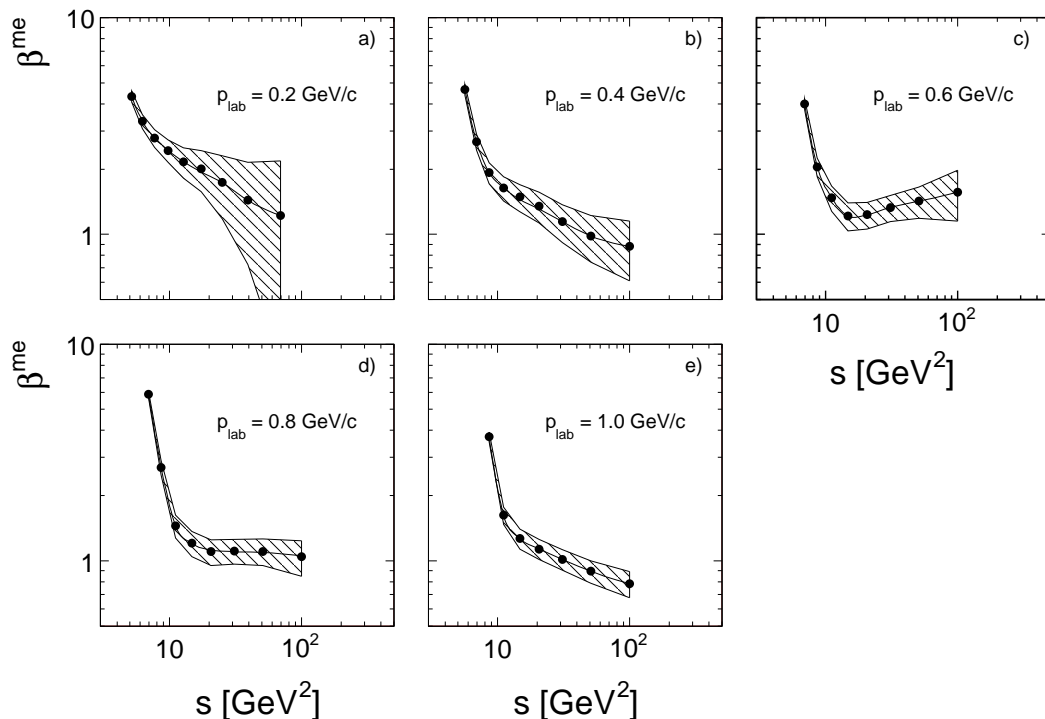 10
1
β^me
a)
p_lab = 0.2 GeV/c
b)
p_lab = 0.4 GeV/c
c)
p_lab = 0.6 GeV/c
10 10^2
s [GeV^2]
10
1
β^me
d)
p_lab = 0.8 GeV/c
10 10^2
s [GeV^2]
e)
p_lab = 1.0 GeV/c
10 10^2
s [GeV^2]